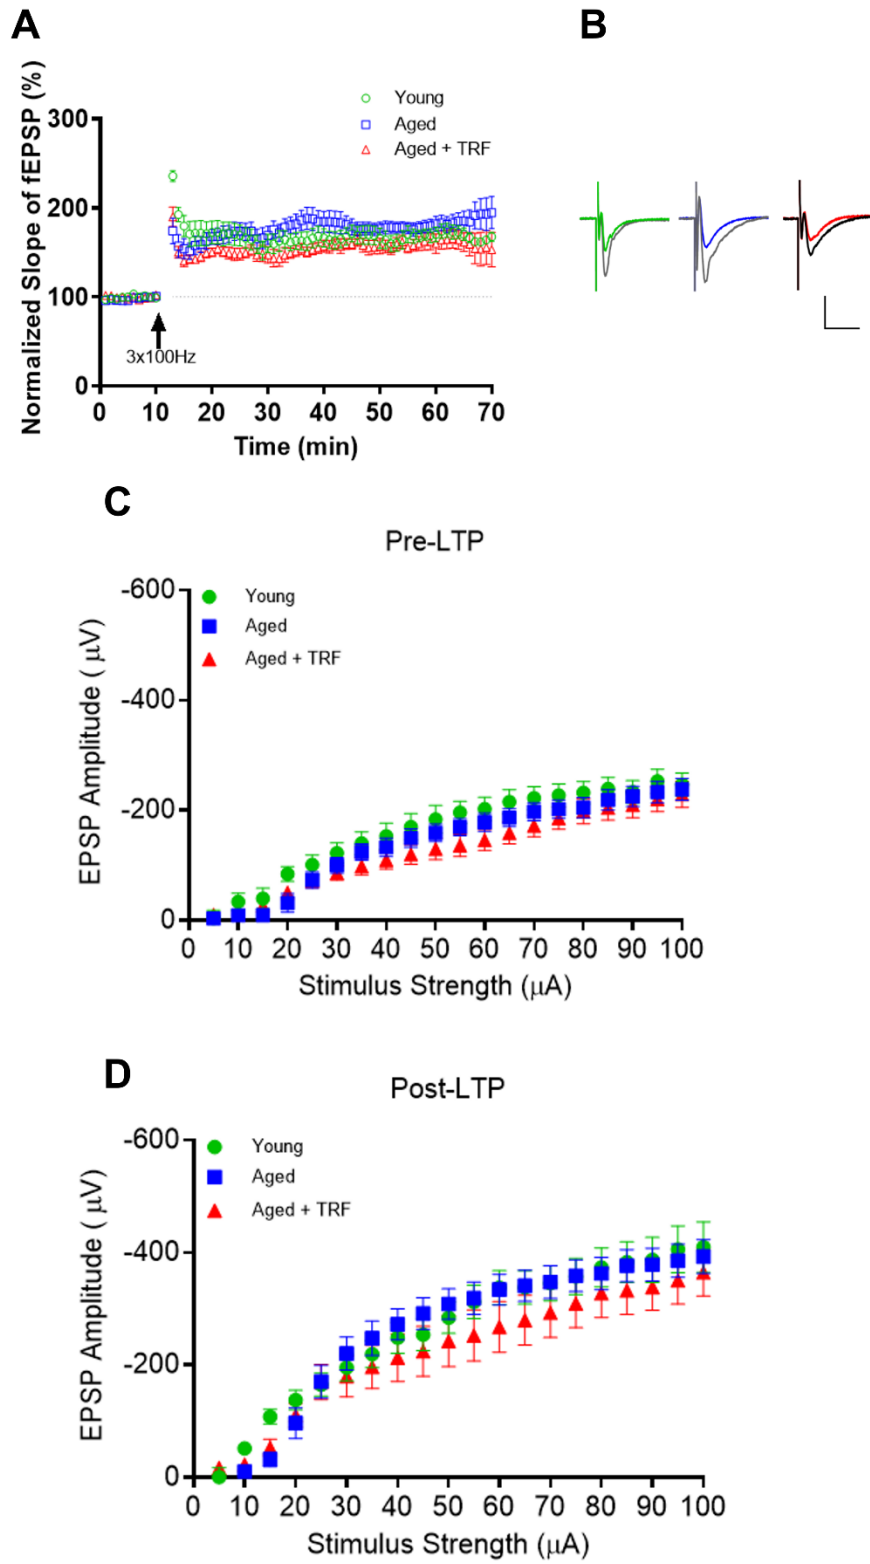 A
B
Normalized Slope of fEPSP (%)
Young
Aged
Aged + TRF
300
200
100
0
3x100Hz
0 10 20 30 40 50 60 70
Time (min)
C
Pre-LTP
EPSP Amplitude ( μV)
Young
Aged
Aged + TRF
-600
-400
-200
0
0 10 20 30 40 50 60 70 80 90 100
Stimulus Strength (μA)
D
Post-LTP
EPSP Amplitude ( μV)
Young
Aged
Aged + TRF
-600
-400
-200
0
0 10 20 30 40 50 60 70 80 90 100
Stimulus Strength (μA)